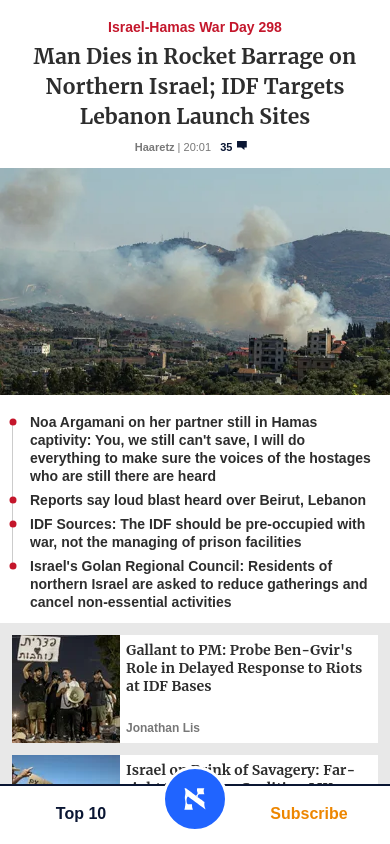 Israel-Hamas War Day 298
Man Dies in Rocket Barrage on
Northern Israel; IDF Targets
Lebanon Launch Sites
Haaretz | 20:01 35
Noa Argamani on her partner still in Hamas
captivity: You, we still can't save, I will do
everything to make sure the voices of the hostages
who are still there are heard
Reports say loud blast heard over Beirut, Lebanon
IDF Sources: The IDF should be pre-occupied with
war, not the managing of prison facilities
Israel's Golan Regional Council: Residents of
northern Israel are asked to reduce gatherings and
cancel non-essential activities
Gallant to PM: Probe Ben-Gvir's
Role in Delayed Response to Riots
at IDF Bases
Jonathan Lis
Israel on Brink of Savagery: Far-
Top 10
Subscribe